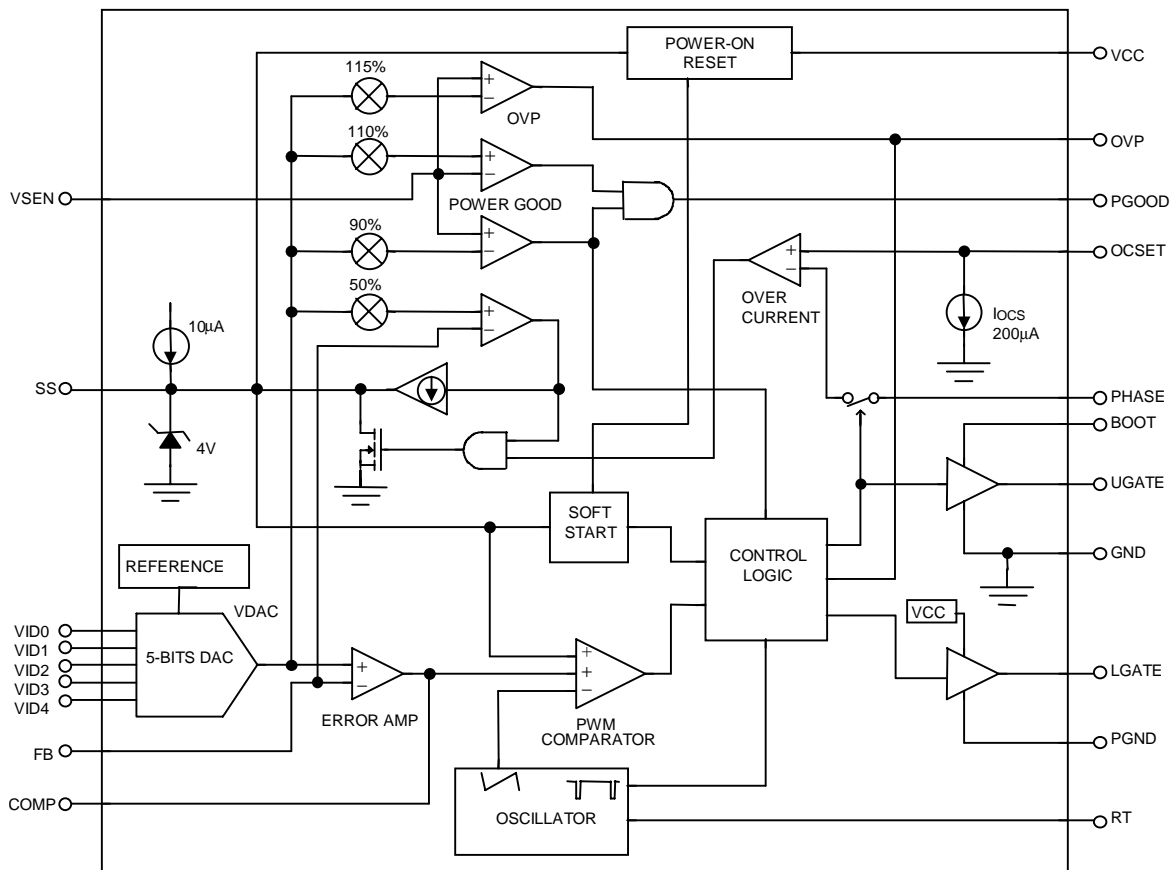 POWER-ON
RESET
VCC
115%
OVP
OVP
110%
VSEN
POWER GOOD
PGOOD
90%
OCSET
50%
OVER
CURRENT
IOCS
200µA
10µA
SS
PHASE
BOOT
4V
UGATE
SOFT
START
CONTROL
LOGIC
GND
REFERENCE
VDAC
VCC
VID0
VID1
VID2
VID3
VID4
5-BITS DAC
LGATE
ERROR AMP
PWM
COMPARATOR
PGND
FB
COMP
OSCILLATOR
RT
+
−
+
−
+
−
+
−
+
−
+
−
+
+
−